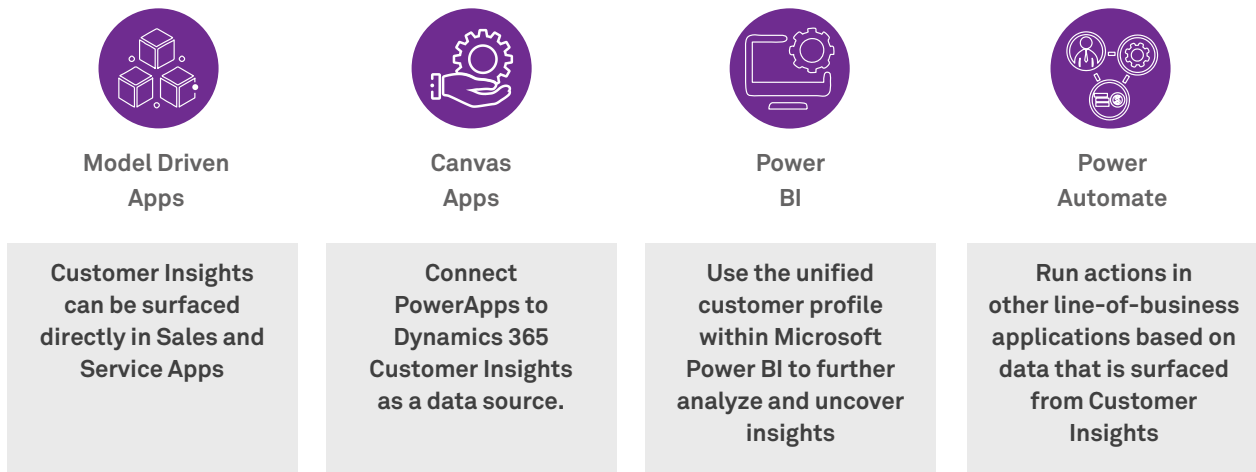 Model Driven
Apps
Canvas
Apps
Power
BI
Power
Automate
Customer Insights
can be surfaced
directly in Sales and
Service Apps
Connect
PowerApps to
Dynamics 365
Customer Insights
as a data source.
Use the unified
customer profile
within Microsoft
Power BI to further
analyze and uncover
insights
Run actions in
other line-of-business
applications based on
data that is surfaced
from Customer
Insights